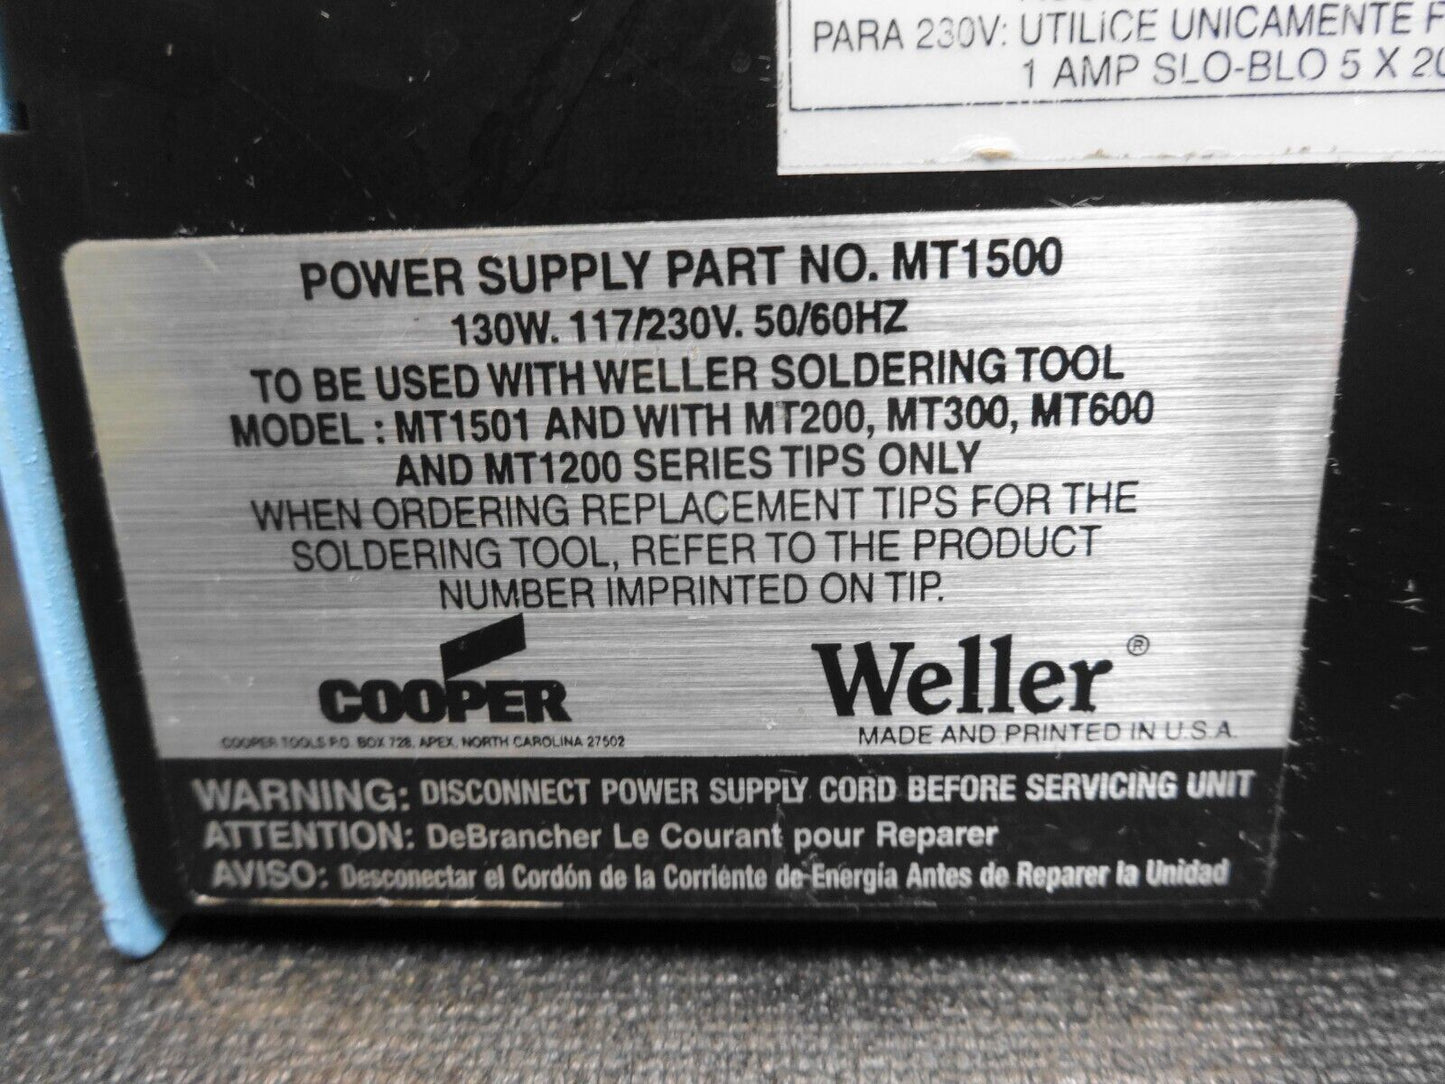 PARA 230V: UTILICE UNICAMENTE
1 AMP SLO-BLO 5 X
POWER SUPPLY PART NO. MT1500
130W. 117/230V. 50/60HZ
TO BE USED WITH WELLER SOLDERING TOOL
MODEL : MT1501 AND WITH MT200, MT300, MT600
AND MT1200 SERIES TIPS ONLY
WHEN ORDERING REPLACEMENT TIPS FOR THE
SOLDERING TOOL, REFER TO THE PRODUCT
NUMBER IMPRINTED ON TIP.
COOPER
COOPER TOOLS P.O. BOX 728, APEX, NORTH CAROLINA 27502
Weller®
MADE AND PRINTED IN U.S.A.
WARNING: DISCONNECT POWER SUPPLY CORD BEFORE SERVICING UNIT
ATTENTION: DeBrancher Le Courant pour Reparer
AVISO: Desconectar el Cordón de la Corriente de Energía Antes de Reparer la Unidad